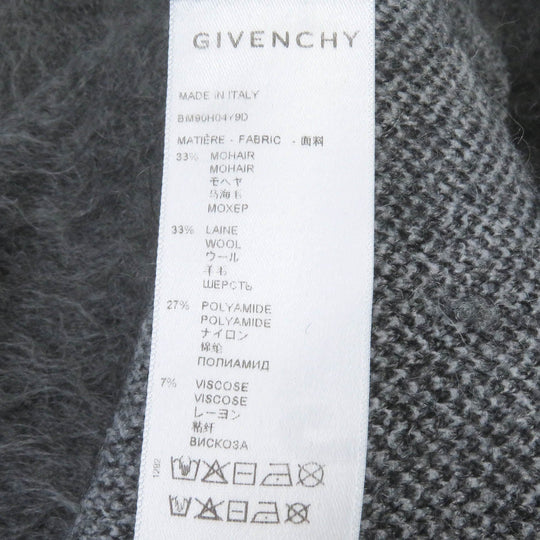 GIVENCHY
MADE IN ITALY
BM90H04Y9D
MATIÈRE - FABRIC - 面料
33% MOHAIR
MOHAIR
モヘヤ
马海毛
MOXEP
33% LAINE
WOOL
ウール
羊毛
ШЕРСТЬ
27% POLYAMIDE
POLYAMIDE
ナイロン
锦纶
ПОЛИАМИД
7% VISCOSE
VISCOSE
レーヨン
粘纤
ВИСКОЗА
1292